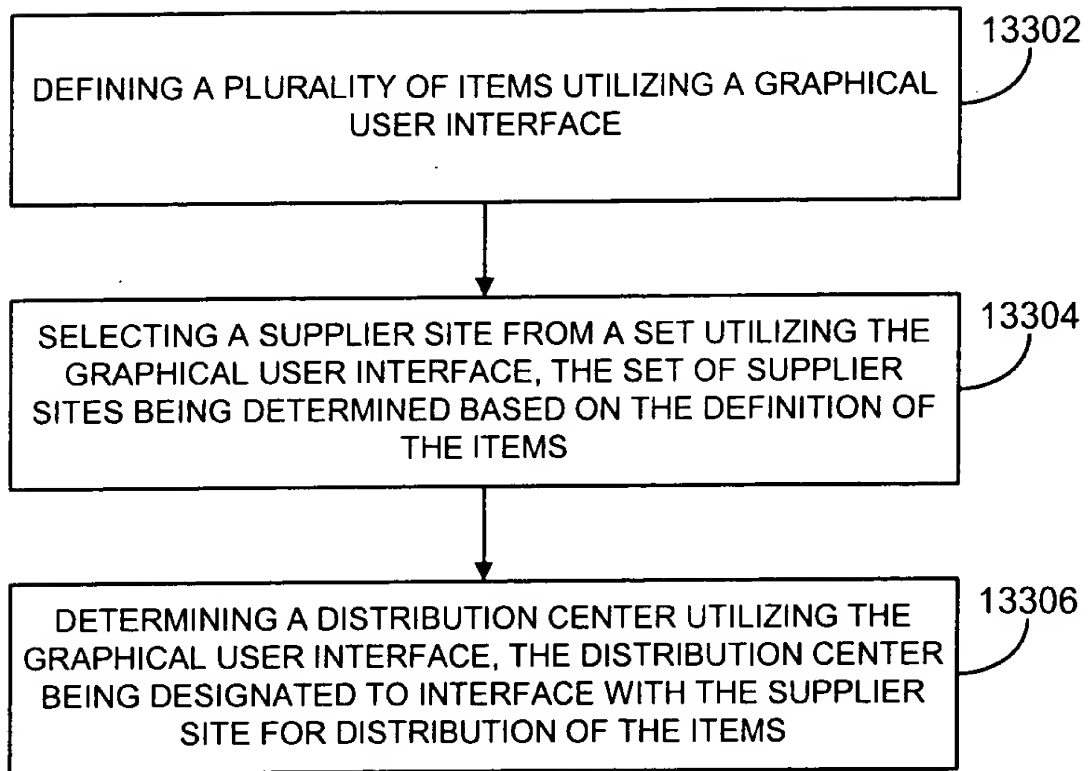 13302
DEFINING A PLURALITY OF ITEMS UTILIZING A GRAPHICAL
USER INTERFACE
13304
SELECTING A SUPPLIER SITE FROM A SET UTILIZING THE
GRAPHICAL USER INTERFACE, THE SET OF SUPPLIER
SITES BEING DETERMINED BASED ON THE DEFINITION OF
THE ITEMS
13306
DETERMINING A DISTRIBUTION CENTER UTILIZING THE
GRAPHICAL USER INTERFACE, THE DISTRIBUTION CENTER
BEING DESIGNATED TO INTERFACE WITH THE SUPPLIER
SITE FOR DISTRIBUTION OF THE ITEMS